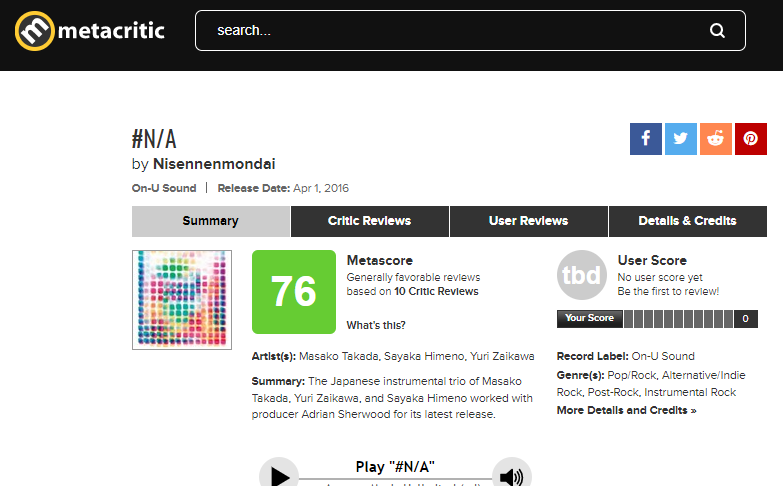 metacritic
search...
#N/A
by Nisennenmondai
On-U Sound | Release Date: Apr 1, 2016
Summary
Critic Reviews
User Reviews
Details & Credits
76
Metascore
Generally favorable reviews
based on 10 Critic Reviews
What's this?
tbd
User Score
No user score yet
Be the first to review!
Your Score
0
Artist(s): Masako Takada, Sayaka Himeno, Yuri Zaikawa
Summary: The Japanese instrumental trio of Masako
Takada, Yuri Zaikawa, and Sayaka Himeno worked with
producer Adrian Sherwood for its latest release.
Record Label: On-U Sound
Genre(s): Pop/Rock, Alternative/Indie
Rock, Post-Rock, Instrumental Rock
More Details and Credits »
Play "#N/A"